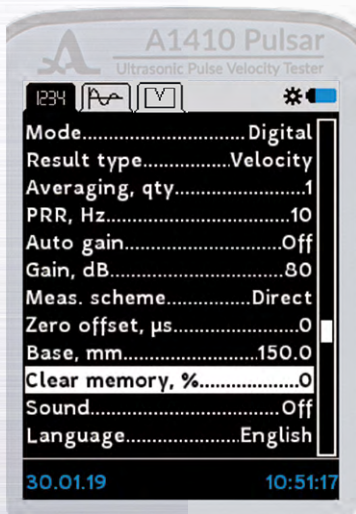 A1410 Pulsar
Ultrasonic Pulse Velocity Tester
1234
V
Mode..........................Digital
Result type................Velocity
Averaging, qty........................1
PRR, Hz................................10
Auto gain..............................Off
Gain, dB..............................80
Meas. scheme................Direct
Zero offset, µs......................0
Base, mm........................150.0
Clear memory, %..................0
Sound..................................Off
Language......................English
30.01.19 10:51:17